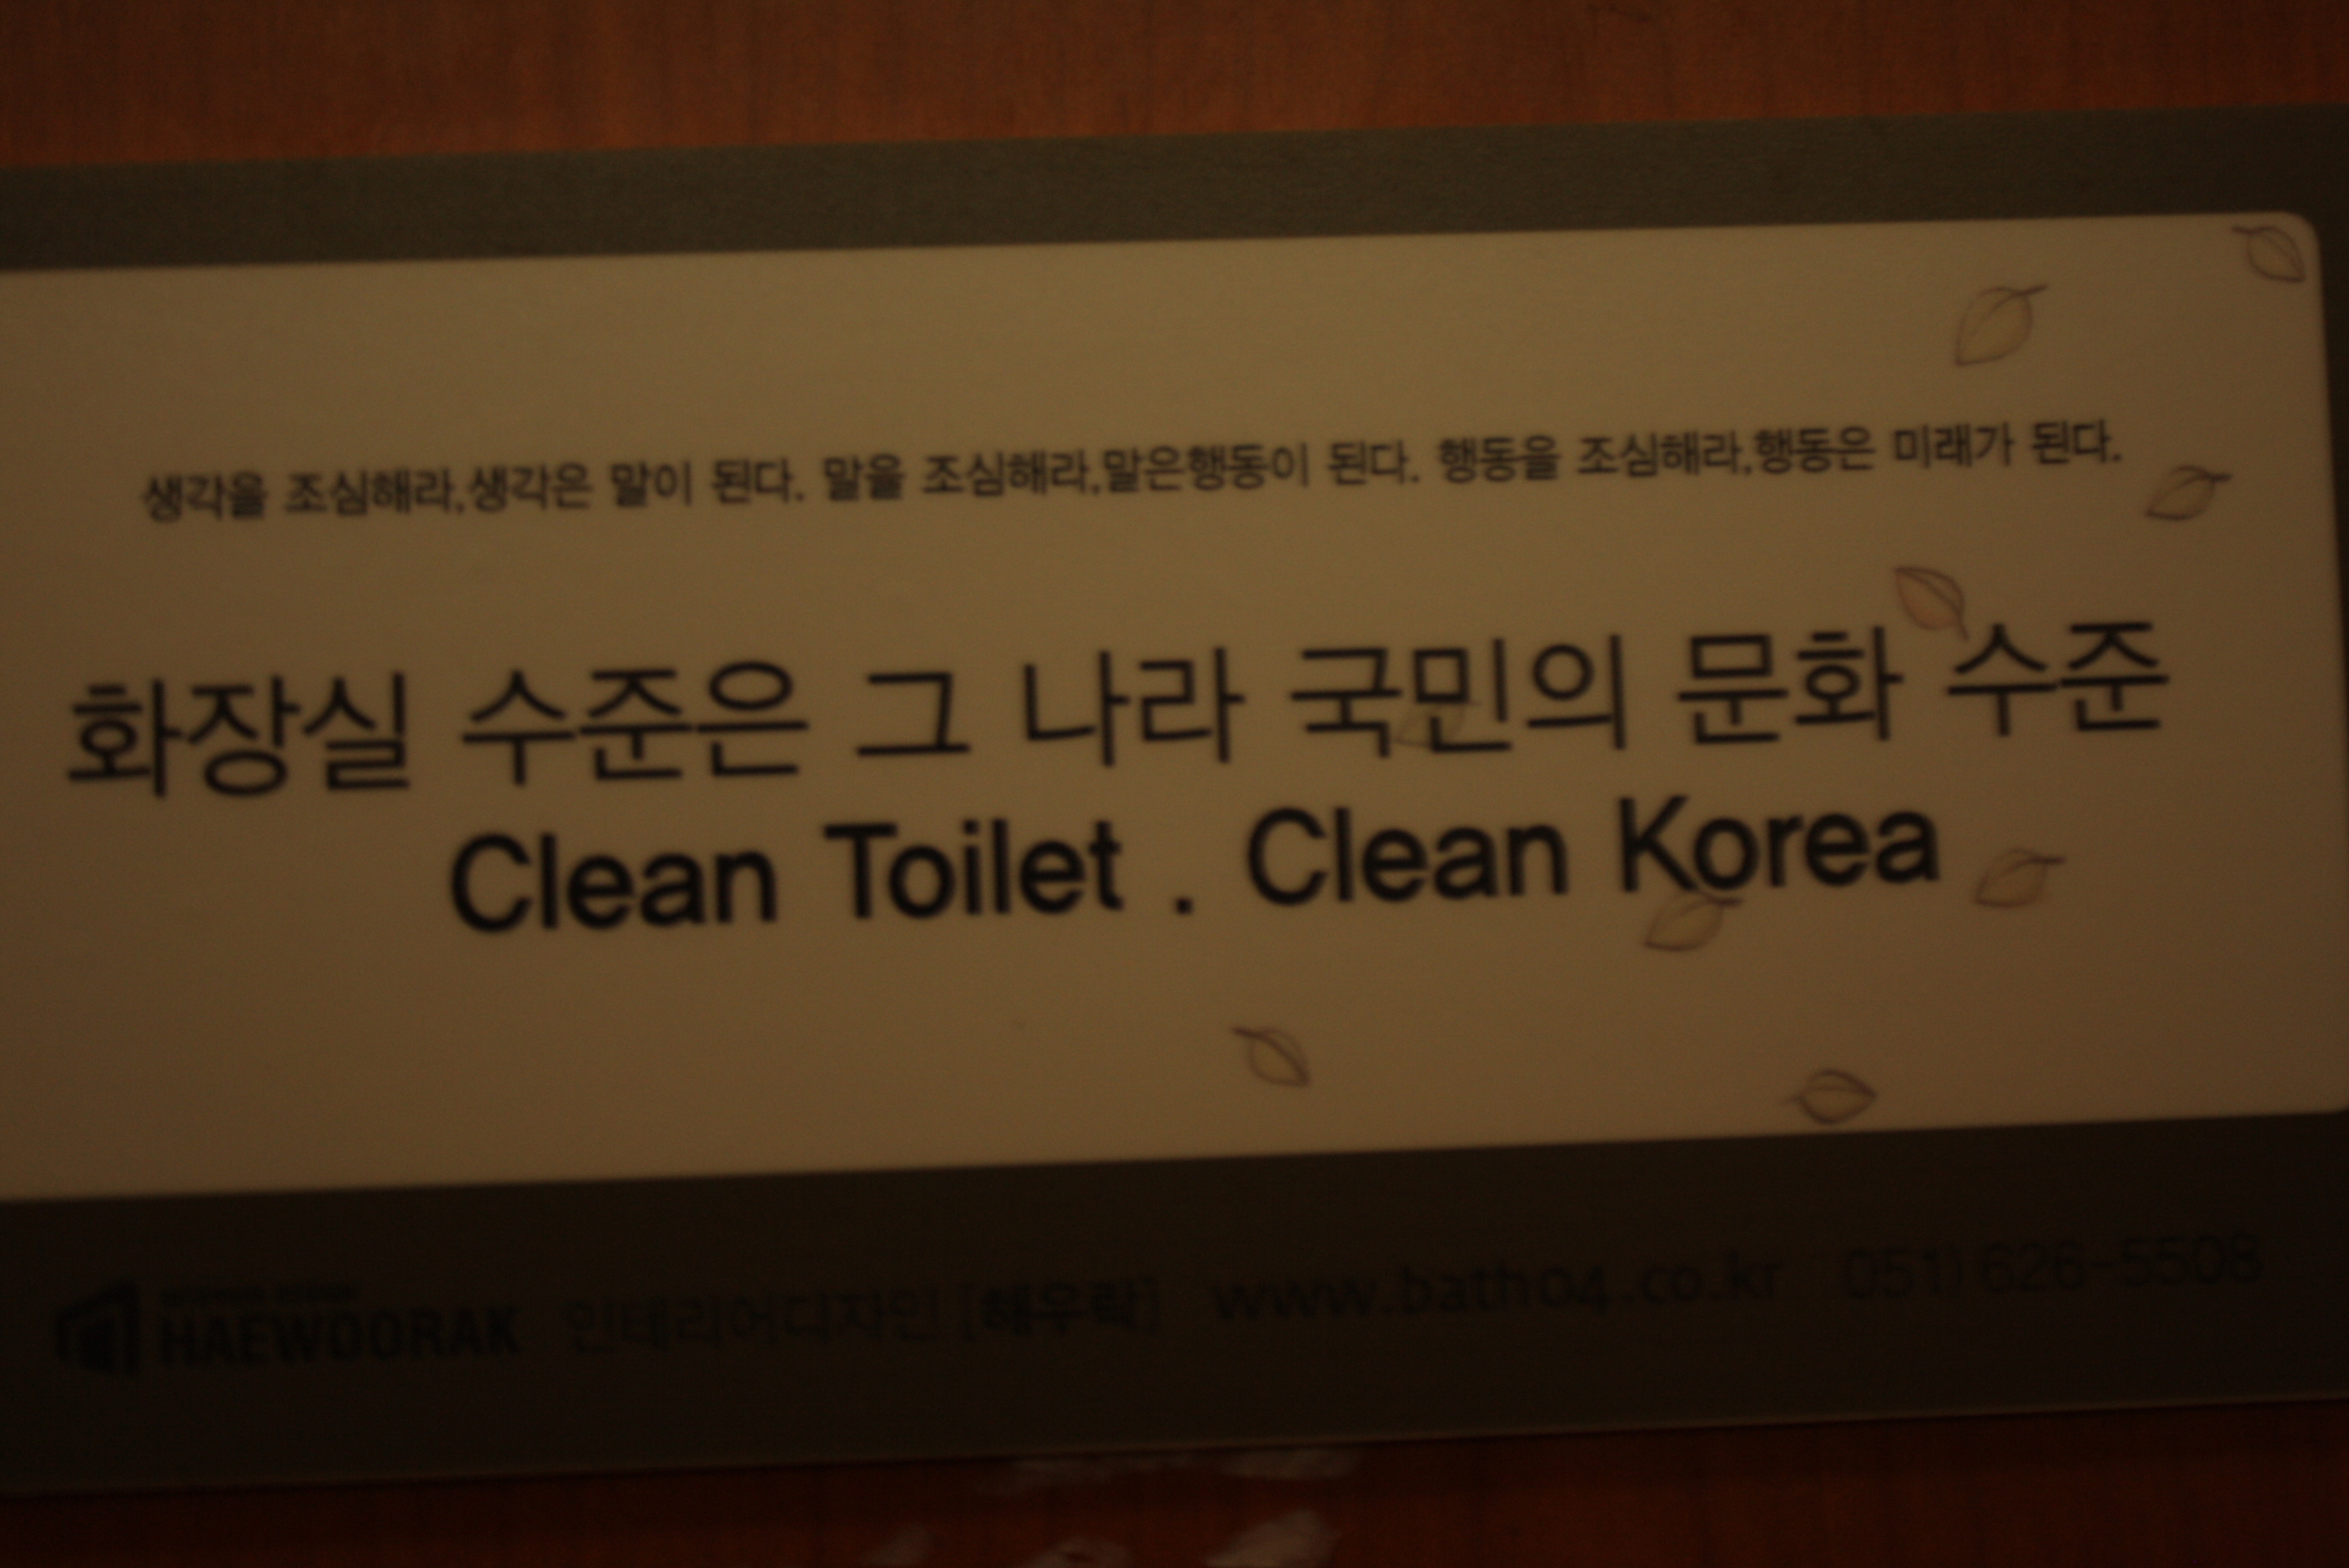 생각을 조심해라,생각은 말이 된다. 말을 조심해라,말은행동이 된다. 행동을 조심해라,행동은 미래가 된다.
화장실 수준은 그 나라 국민의 문화 수준
Clean Toilet . Clean Korea
HAEWOORAK 인테리어디자인 [해우락] www.bath04.co.kr 051) 626-5508